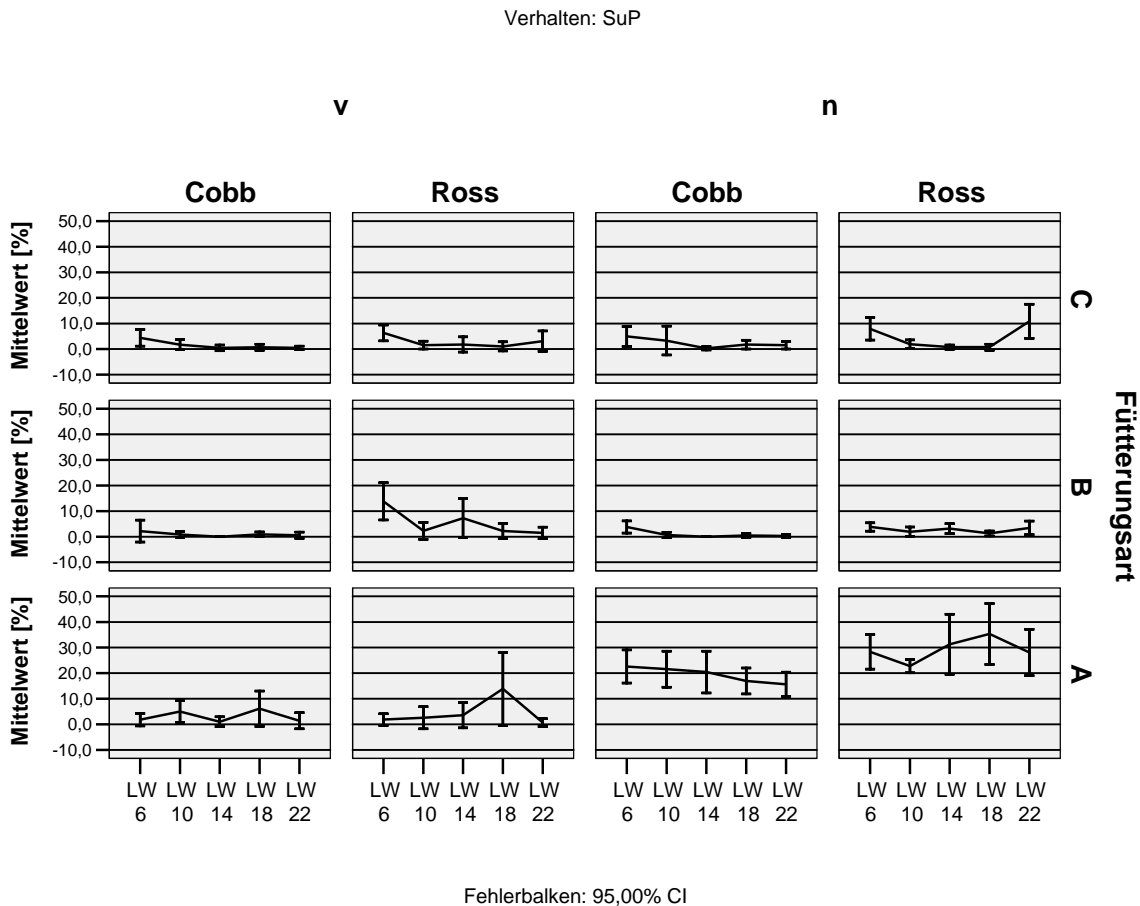 Verhalten: SuP
v n
Cobb Ross Cobb Ross
Mittelwert [%]
50,0
40,0
30,0
20,0
10,0
0,0
-10,0
C
Mittelwert [%]
50,0
40,0
30,0
20,0
10,0
0,0
-10,0
B
Füttterungsart
Mittelwert [%]
50,0
40,0
30,0
20,0
10,0
0,0
-10,0
A
LW LW LW LW LW LW LW LW LW LW LW LW LW LW LW LW LW LW LW LW
6 10 14 18 22 6 10 14 18 22 6 10 14 18 22 6 10 14 18 22
Fehlerbalken: 95,00% CI